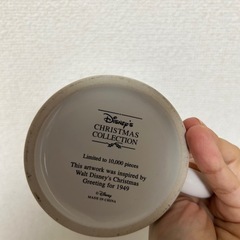 Disney's
CHRISTMAS
COLLECTION
Limited to 10,000 pieces
This artwork was inspired by
Walt Disney's Christmas
Greeting for 1949
© Disney
MADE IN CHINA